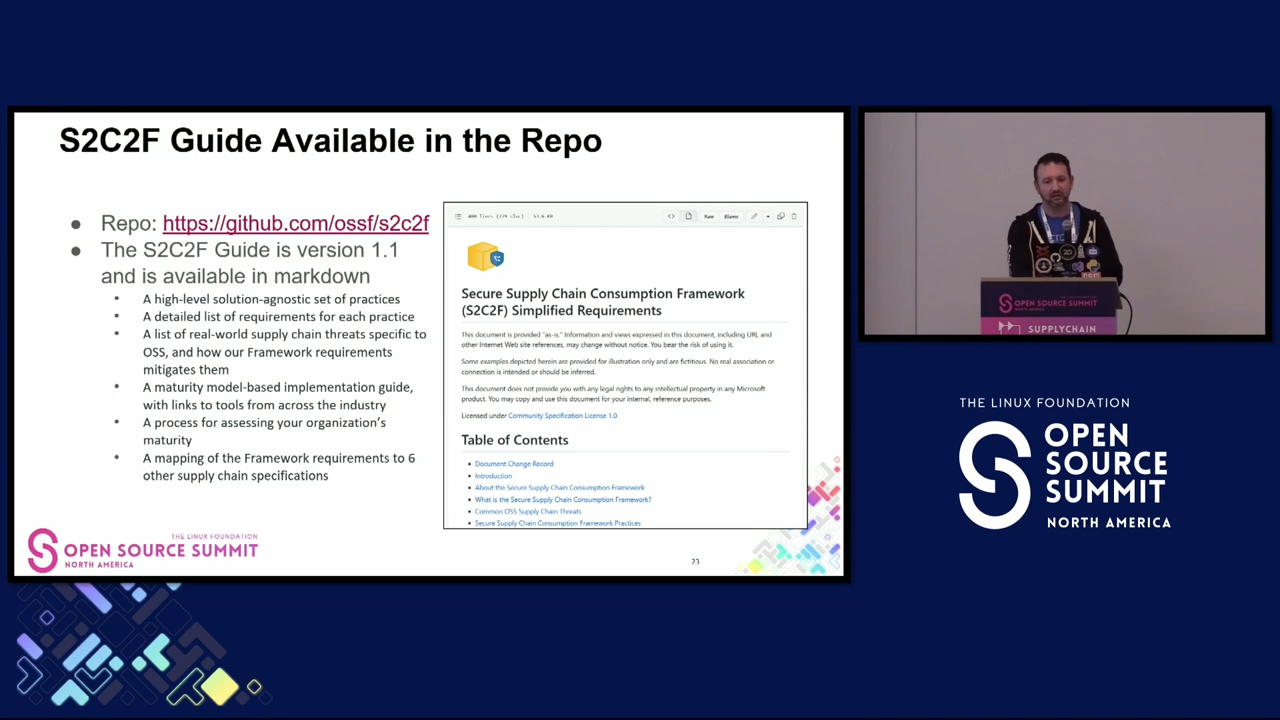 S2C2F Guide Available in the Repo
● Repo: https://github.com/ossf/s2c2f
● The S2C2F Guide is version 1.1
and is available in markdown
• A high-level solution-agnostic set of practices
• A detailed list of requirements for each practice
• A list of real-world supply chain threats specific to
OSS, and how our Framework requirements
mitigates them
• A maturity model-based implementation guide,
with links to tools from across the industry
• A process for assessing your organization's
maturity
• A mapping of the Framework requirements to 6
other supply chain specifications
Raw Blame
Secure Supply Chain Consumption Framework
(S2C2F) Simplified Requirements
This document is provided "as-is." Information and views expressed in this document, including URL and
other Internet Web site references, may change without notice. You bear the risk of using it.
Some examples depicted herein are provided for illustration only and are fictitious. No real association or
connection is intended or should be inferred.
This document does not provide you with any legal rights to any intellectual property in any Microsoft
product. You may copy and use this document for your internal, reference purposes.
Licensed under Community Specification License 1.0
Table of Contents
• Document Change Record
• Introduction
• About the Secure Supply Chain Consumption Framework
• What is the Secure Supply Chain Consumption Framework?
• Common OSS Supply Chain Threats
• Secure Supply Chain Consumption Framework Practices
THE LINUX FOUNDATION
OPEN SOURCE SUMMIT
NORTH AMERICA
23
OPEN SOURCE SUMMIT
SUPPLYCHAIN
THE LINUX FOUNDATION
OPEN
SOURCE
SUMMIT
NORTH AMERICA